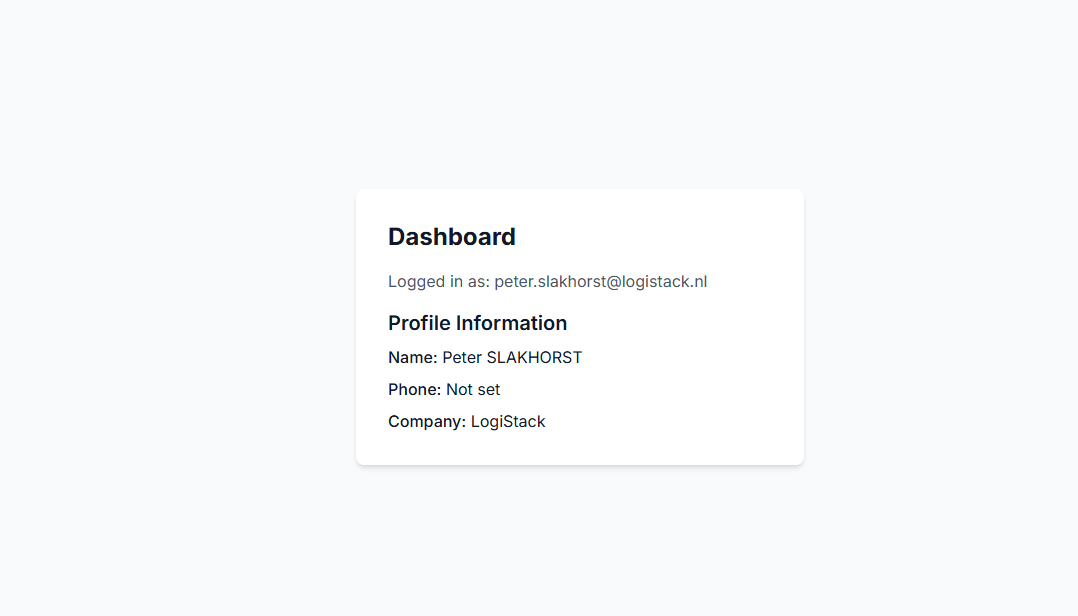 Dashboard
Logged in as: peter.slakhorst@logistack.nl
Profile Information
Name: Peter SLAKHORST
Phone: Not set
Company: LogiStack